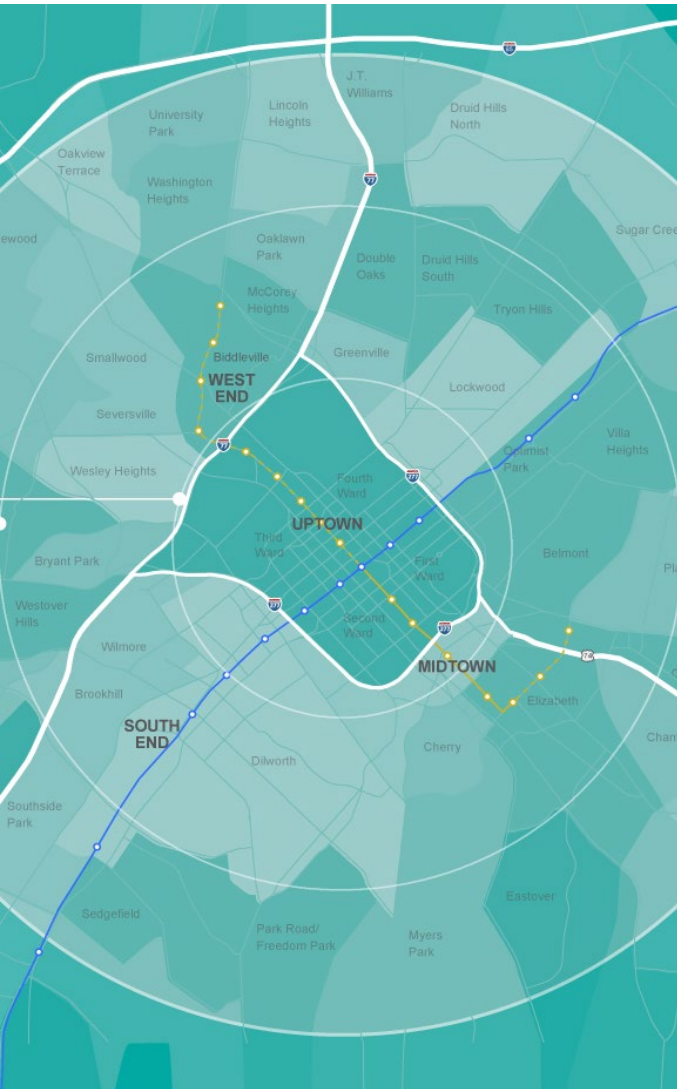 85
J.T.
Williams
Lincoln
Heights
Druid Hills
North
University
Park
Oakview
Terrace
77
Washington
Heights
ewood
Sugar Cree
Oaklawn
Park
Double
Oaks
Druid Hills
South
McCorey
Heights
Tryon Hills
Smallwood
Biddleville
Greenville
WEST
END
Lockwood
Seversville
Villa
Heights
77
Optimist
Park
Wesley Heights
Fourth
Ward
277
UPTOWN
Third
Ward
Belmont
Bryant Park
First
Ward
Pla
Westover
Hills
277
Second
Ward
277
Wilmore
MIDTOWN
74
Brookhill
Elizabeth
SOUTH
END
Cherry
Chan
Dilworth
Southside
Park
Eastover
Sedgefield
Park Road/
Freedom Park
Myers
Park